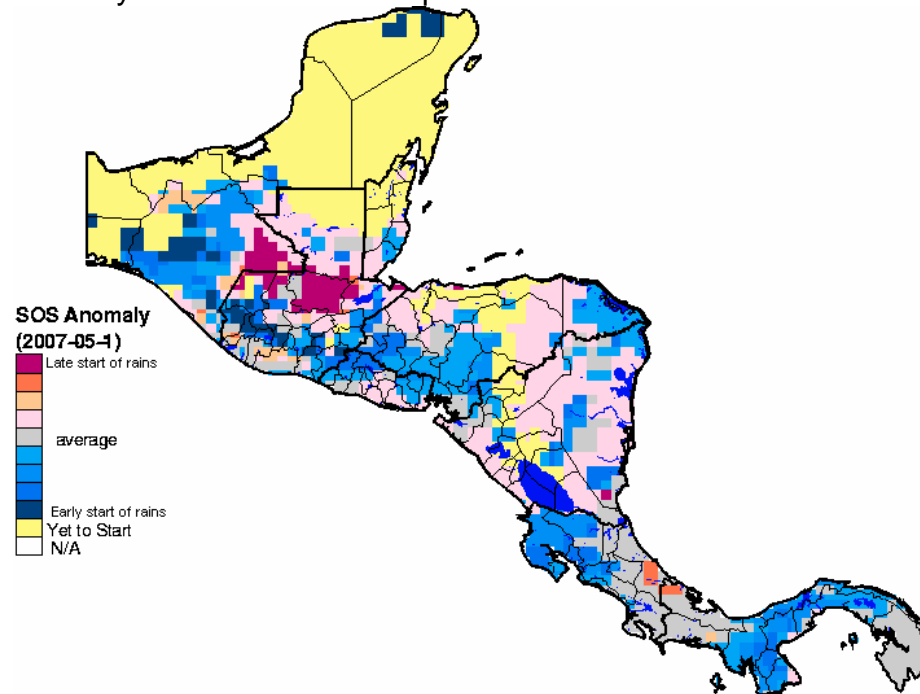 SOS Anomaly
(2007-05-1)
Late start of rains
average
Early start of rains
Yet to Start
N/A